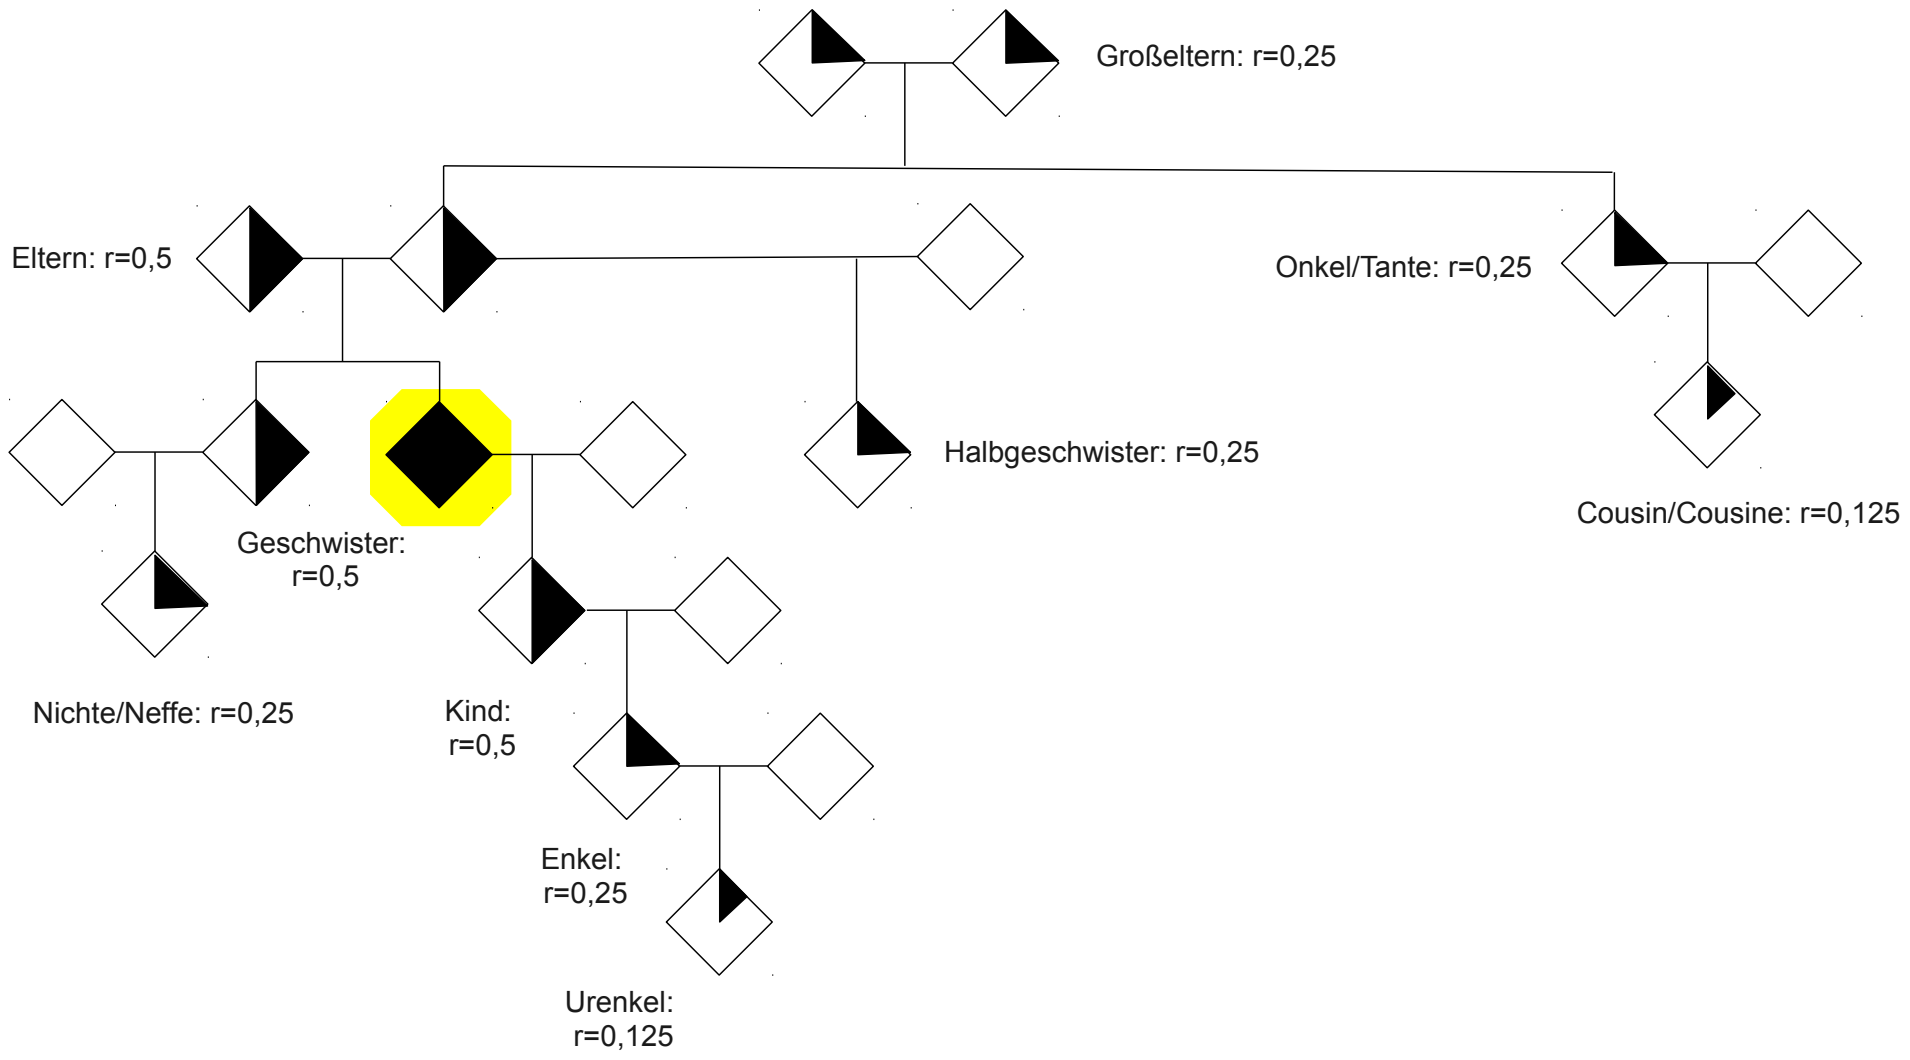 Großeltern: r=0,25
Eltern: r=0,5
Onkel/Tante: r=0,25
Halbgeschwister: r=0,25
Cousin/Cousine: r=0,125
Geschwister:
r=0,5
Nichte/Neffe: r=0,25
Kind:
r=0,5
Enkel:
r=0,25
Urenkel:
r=0,125